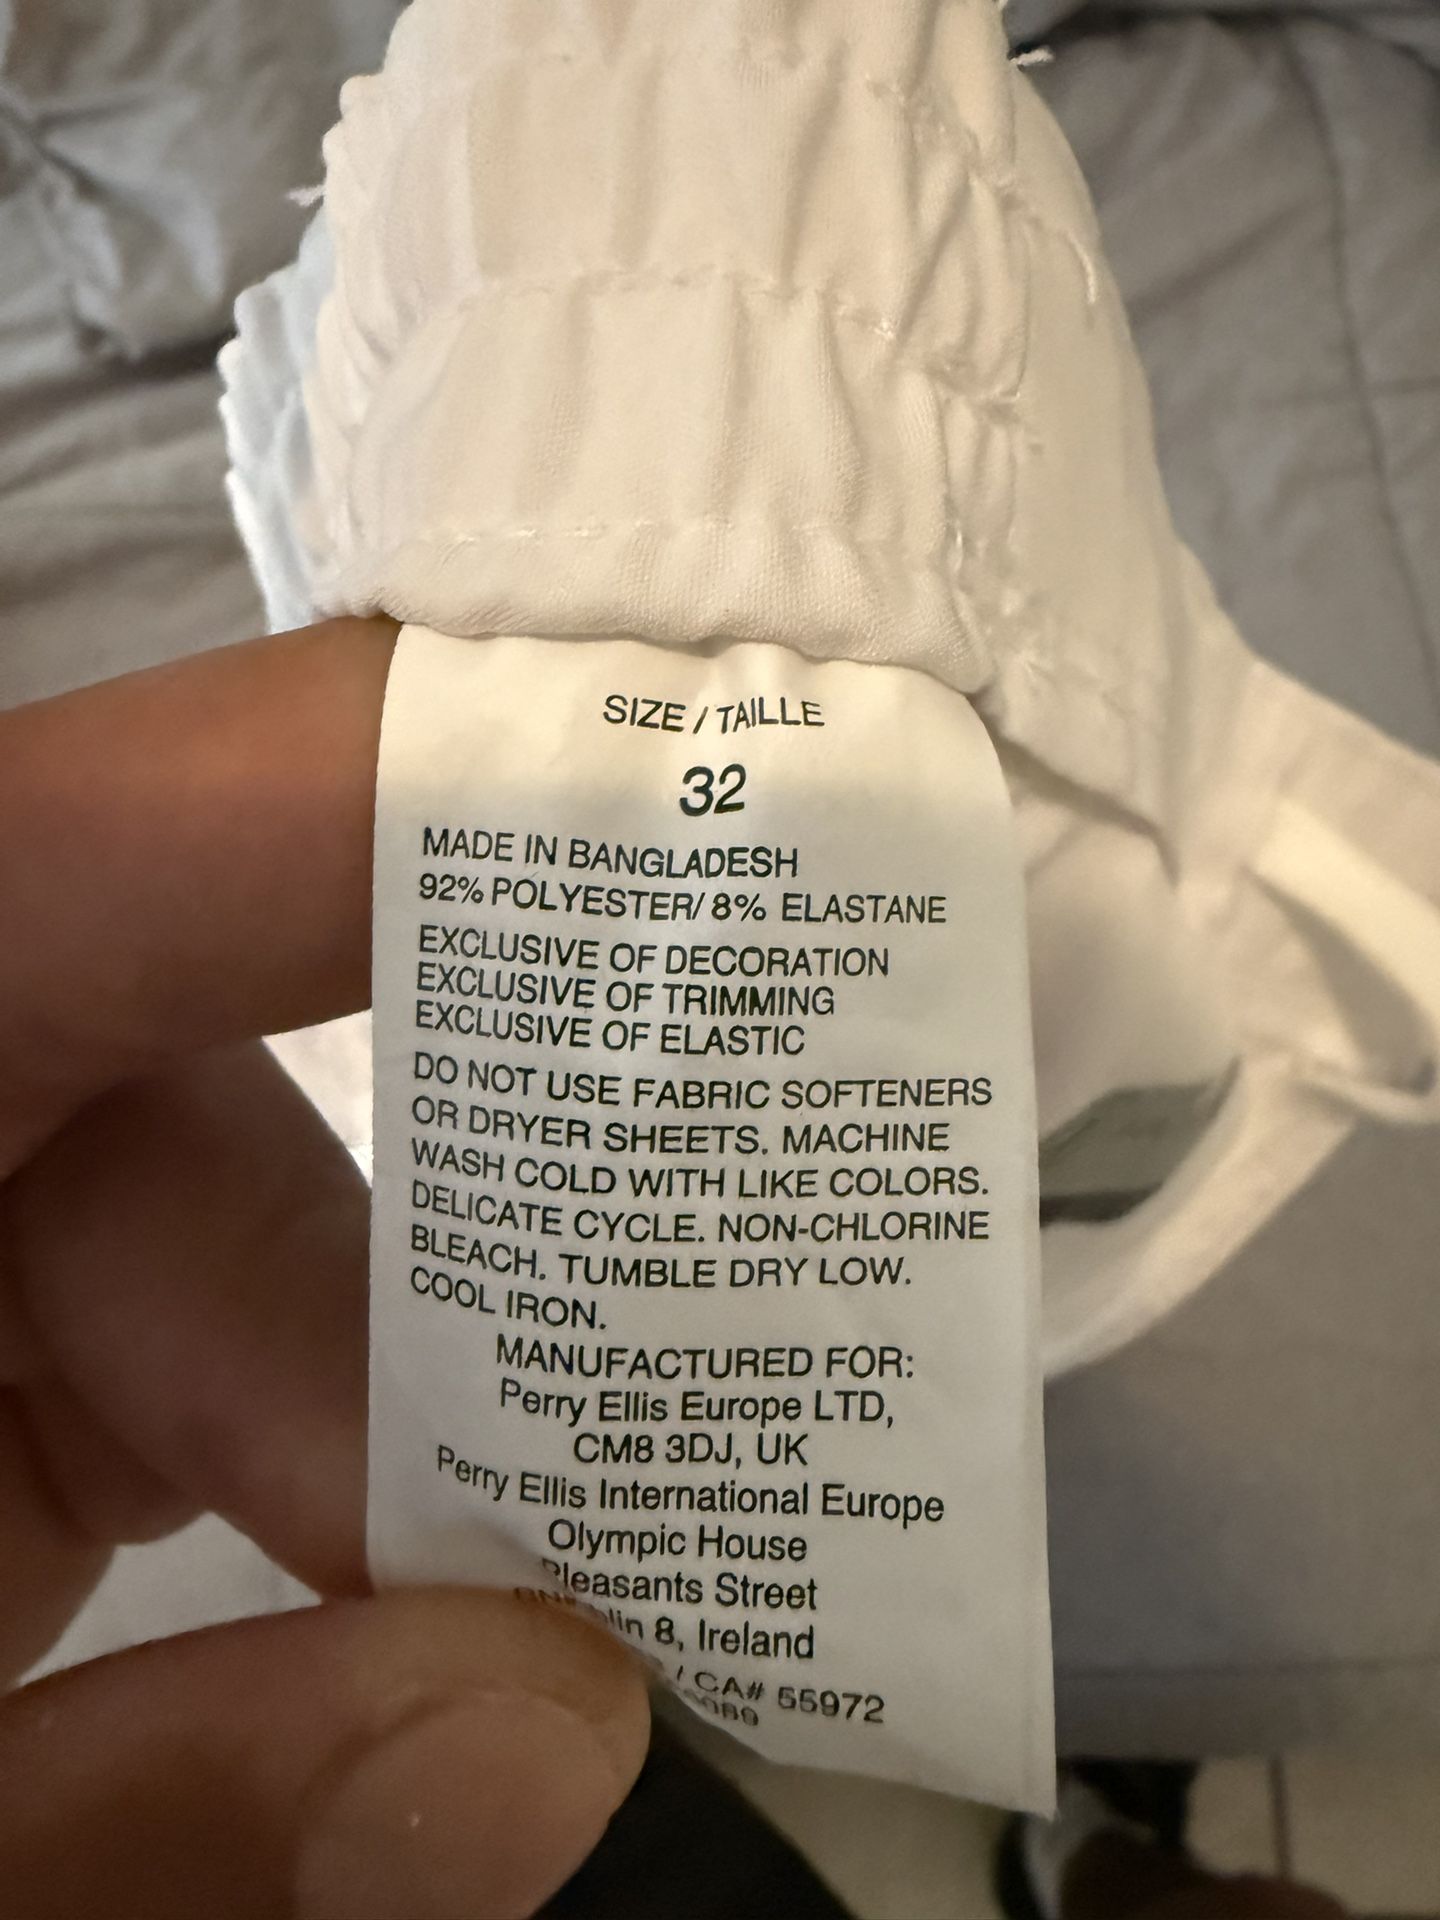 SIZE / TAILLE
32
MADE IN BANGLADESH
92% POLYESTER/ 8% ELASTANE
EXCLUSIVE OF DECORATION
EXCLUSIVE OF TRIMMING
EXCLUSIVE OF ELASTIC
DO NOT USE FABRIC SOFTENERS
OR DRYER SHEETS. MACHINE
WASH COLD WITH LIKE COLORS.
DELICATE CYCLE. NON-CHLORINE
BLEACH. TUMBLE DRY LOW.
COOL IRON.
MANUFACTURED FOR:
Perry Ellis Europe LTD,
CM8 3DJ, UK
Perry Ellis International Europe
Olympic House
Pleasants Street
8, Ireland
/ CA# 55972